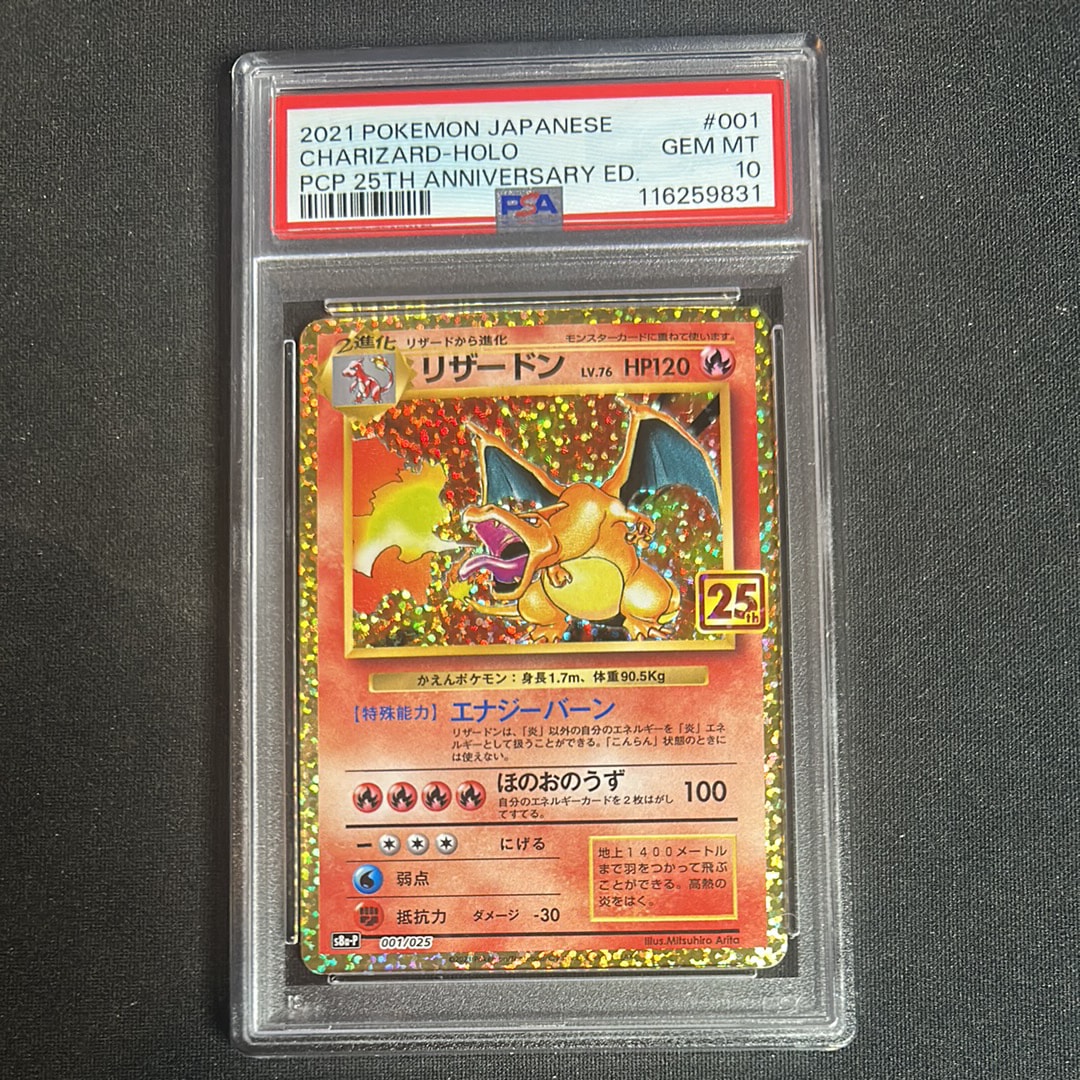 2021 POKEMON JAPANESE #001
CHARIZARD-HOLO GEM MT
PCP 25TH ANNIVERSARY ED. 10
PSA 116259831
2進化 リザードから進化 モンスターカードに重ねて使います。
リザードン LV.76 HP120
25th
かえんポケモン：身長1.7m、体重90.5Kg
【特殊能力】エナジーバーン
リザードンは、「炎」以外の自分のエネルギーを「炎」エネ
ルギーとして扱うことができる。「こんらん」状態のときに
は使えない。
ほのおのうず 100
自分のエネルギーカードを２枚はがし
てすてる。
にげる
弱点
抵抗力 ダメージ -30
地上１４００メートル
まで羽をつかって飛ぶ
ことができる。高熱の
炎をはく。
s8a-P 001/025 Illus.Mitsuhiro Arita